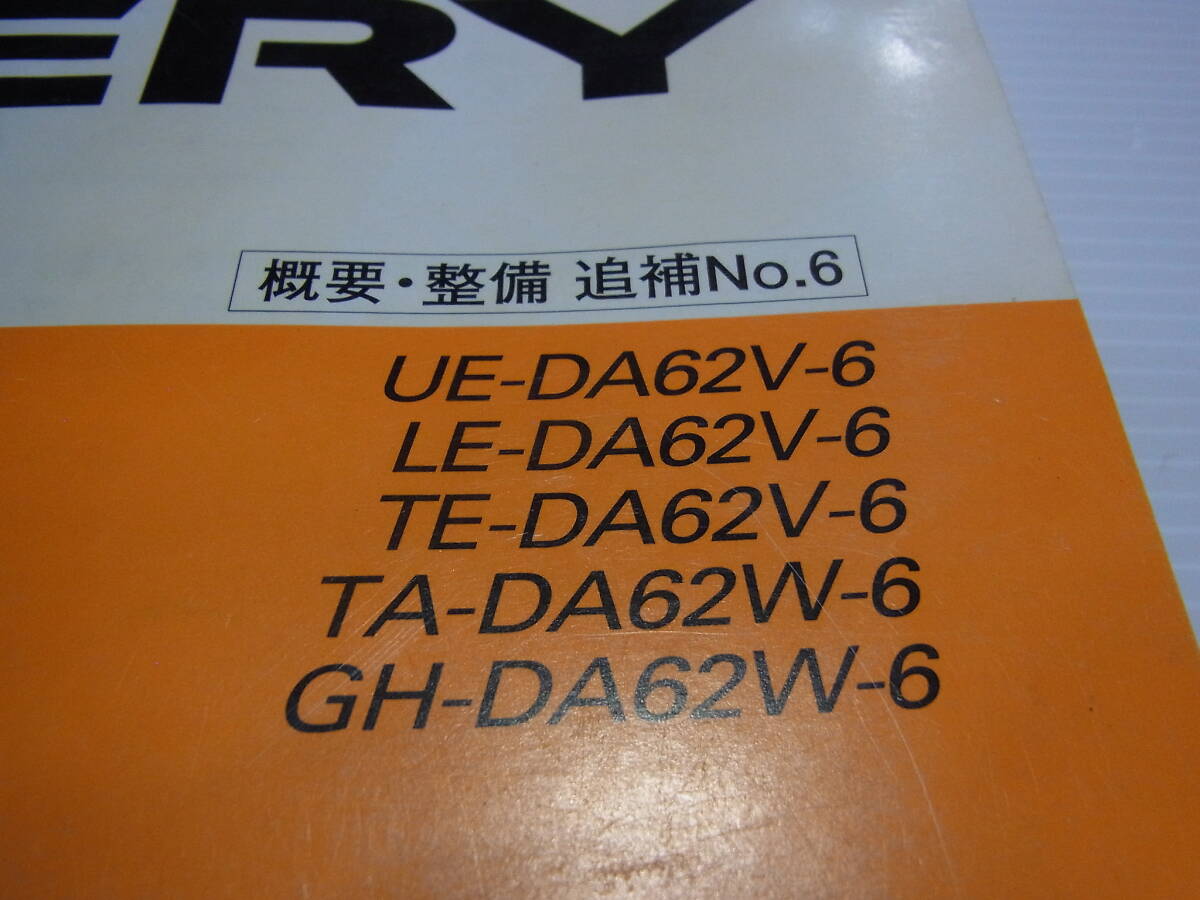 ERY
概要・整備 追補No.6
UE-DA62V-6
LE-DA62V-6
TE-DA62V-6
TA-DA62W-6
GH-DA62W-6